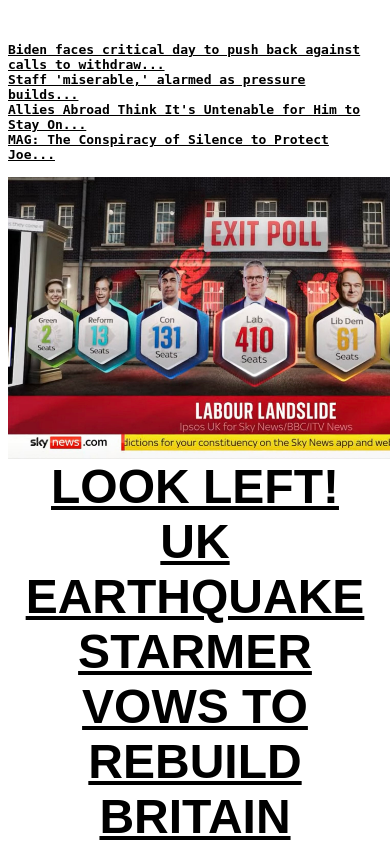 Biden faces critical day to push back against
calls to withdraw...
Staff 'miserable,' alarmed as pressure
builds...
Allies Abroad Think It's Untenable for Him to
Stay On...
MAG: The Conspiracy of Silence to Protect
Joe...
EXIT POLL
Green
2
Seats
Reform
13
Seats
Con
131
Seats
Lab
410
Seats
Lib Dem
61
Seats
LABOUR LANDSLIDE
Ipsos UK for Sky News/BBC/ITV News
sky news.com
dictions for your constituency on the Sky News app and wel
LOOK LEFT!
UK
EARTHQUAKE
STARMER
VOWS TO
REBUILD
BRITAIN